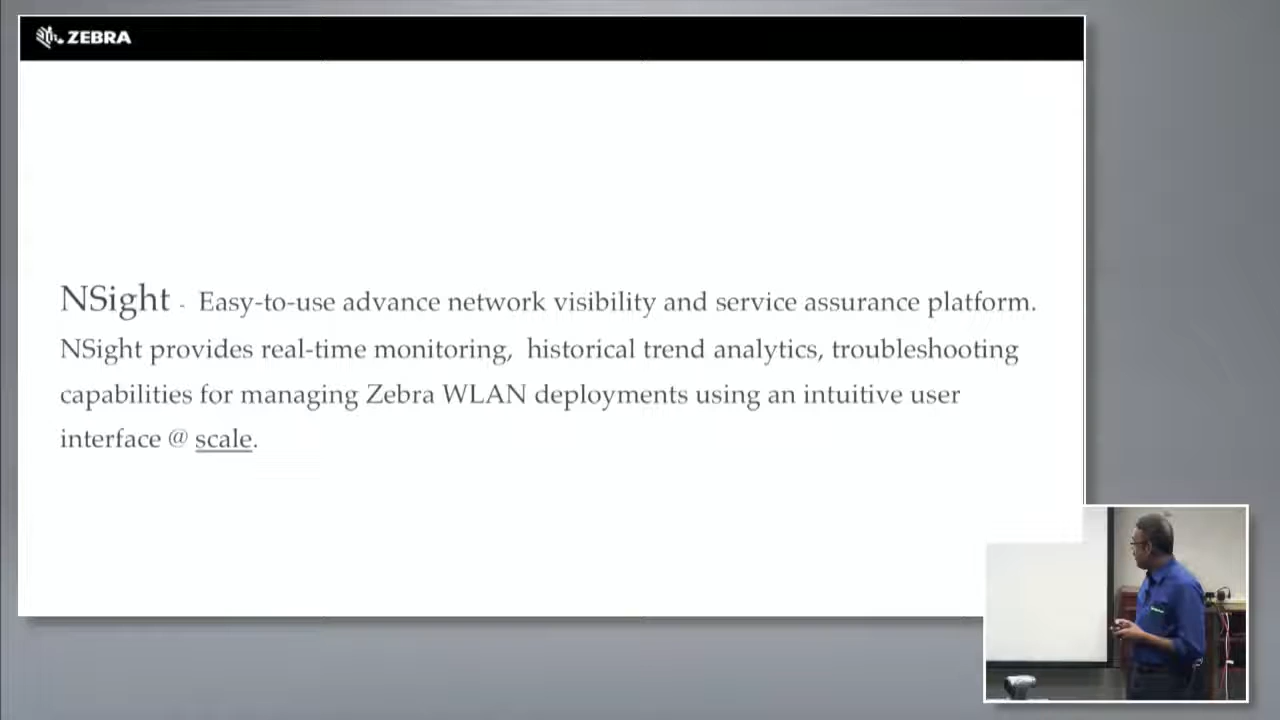 ZEBRA
NSight - Easy-to-use advance network visibility and service assurance platform.
NSight provides real-time monitoring, historical trend analytics, troubleshooting
capabilities for managing Zebra WLAN deployments using an intuitive user
interface @ scale.